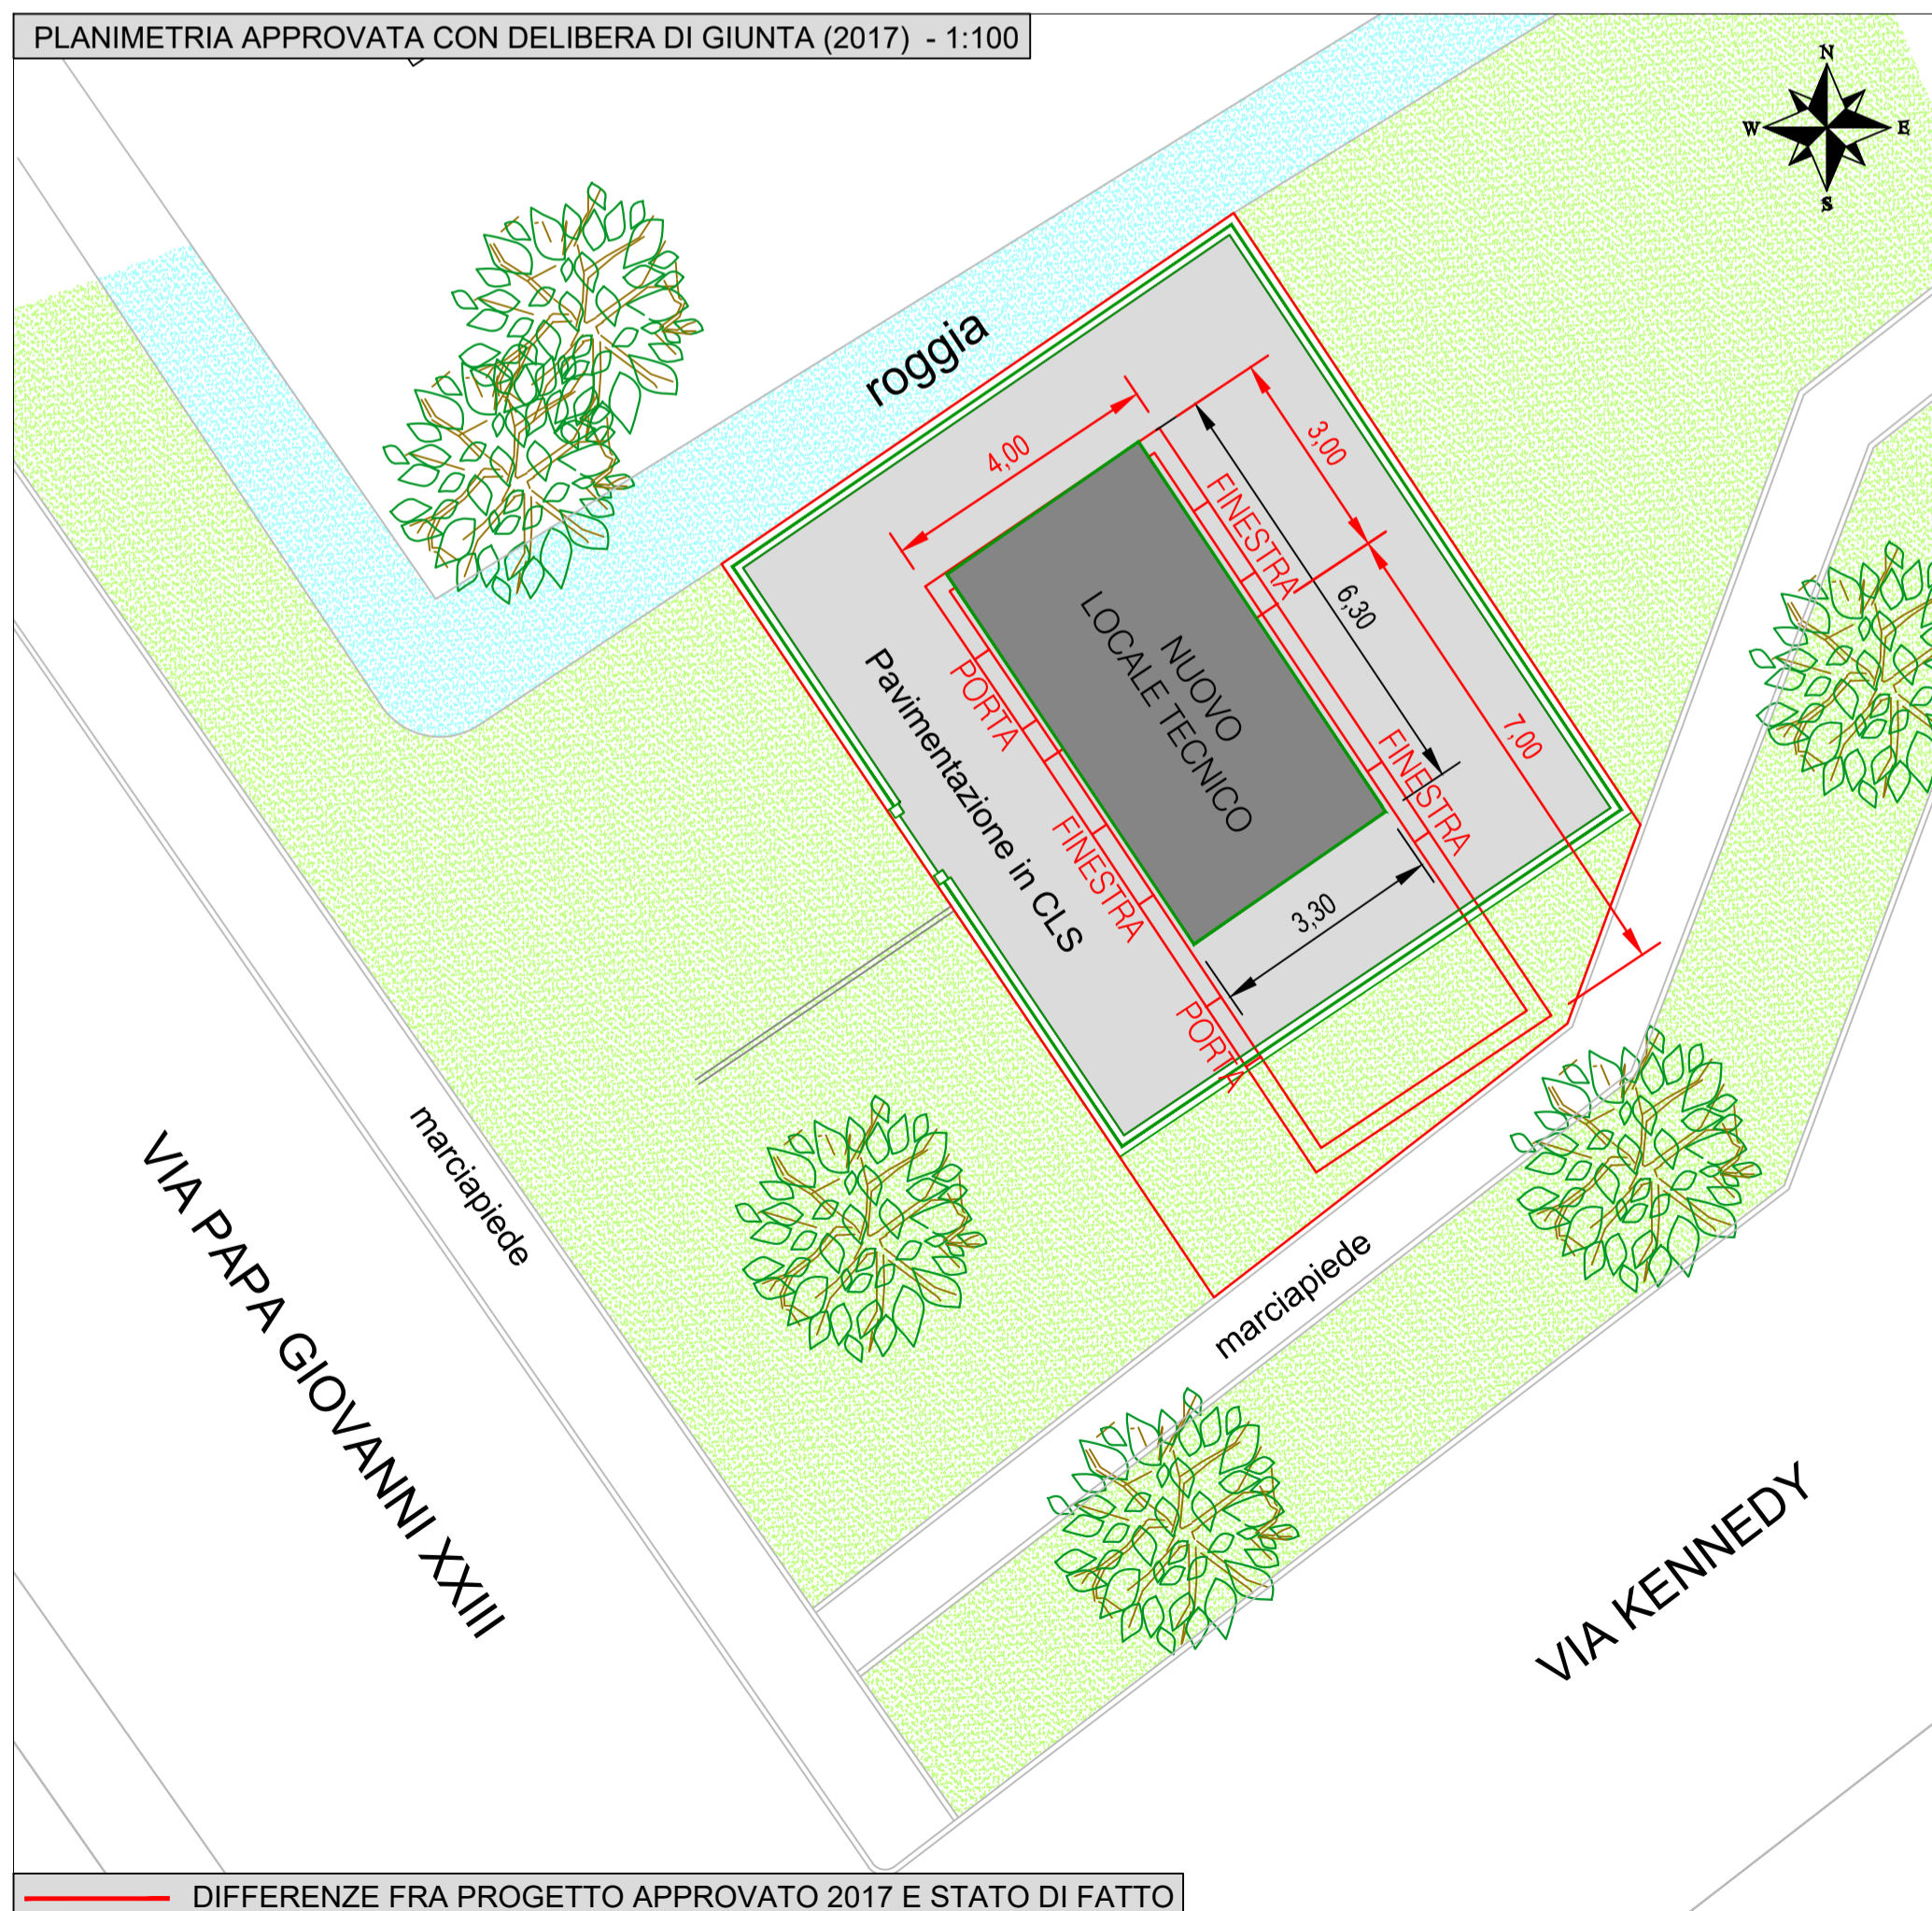 PLANIMETRIA APPROVATA CON DELIBERA DI GIUNTA (2017) - 1:100
N
W
E
S
roggia
4,00
3,00
FINESTRA
6,30
NUOVO
LOCALE TECNICO
PORTA
7,00
FINESTRA
Pavimentazione in CLS
FINESTRA
3,30
PORTA
marciapiede
VIA PAPA GIOVANNI XXIII
marciapiede
VIA KENNEDY
DIFFERENZE FRA PROGETTO APPROVATO 2017 E STATO DI FATTO